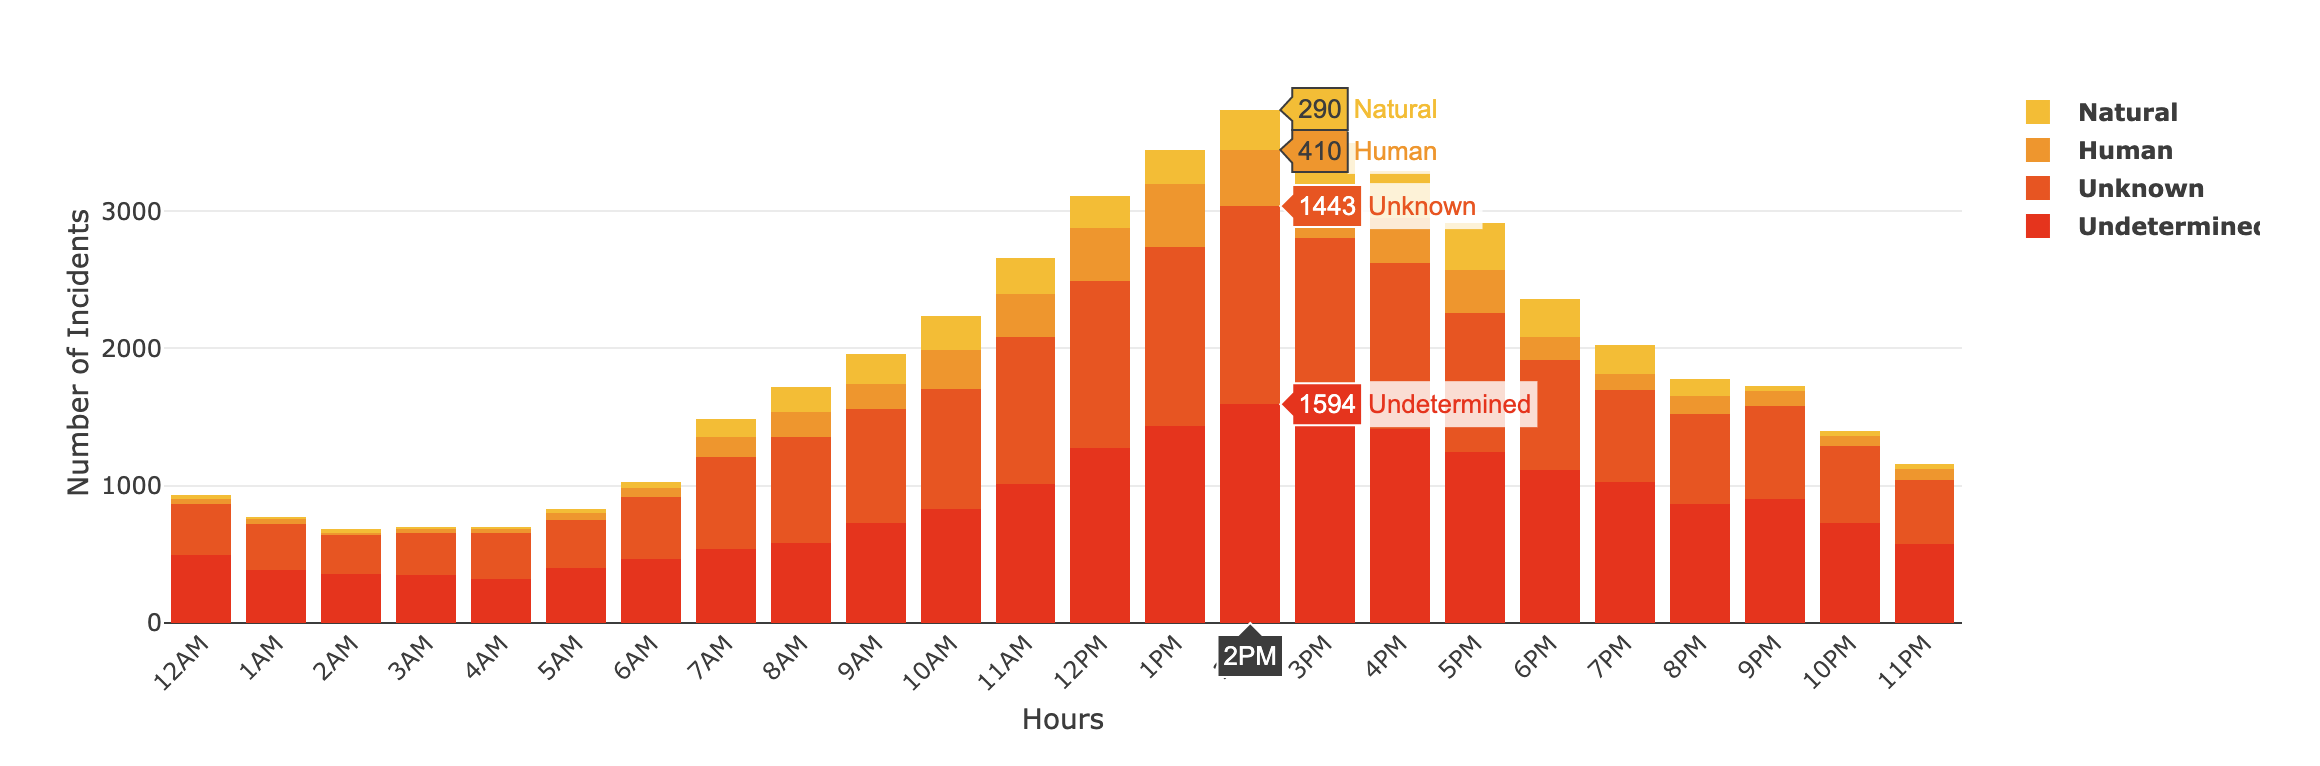 290 Natural
410 Human
1443 Unknown
1594 Undetermined
Natural
Human
Unknown
Undetermined
Number of Incidents
3000
2000
1000
0
12AM
1AM
2AM
3AM
4AM
5AM
6AM
7AM
8AM
9AM
10AM
11AM
12PM
1PM
2PM
3PM
4PM
5PM
6PM
7PM
8PM
9PM
10PM
11PM
Hours